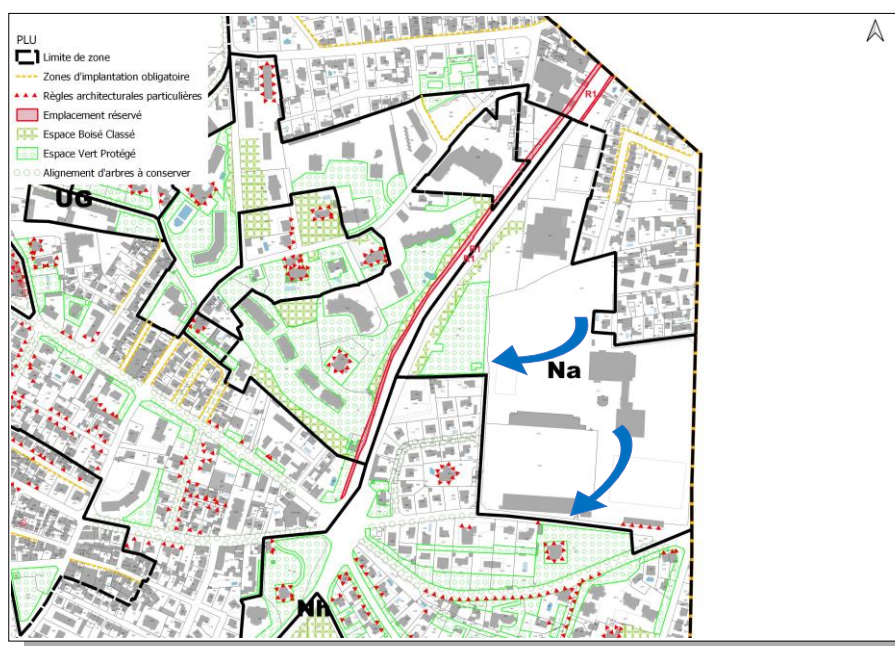 PLU
Limite de zone
Zones d'implantation obligatoire
Règles architecturales particulières
Emplacement réservé
Espace Boisé Classé
Espace Vert Protégé
Alignement d'arbres à conserver
R1
UG
R1
R1
Na
Nh